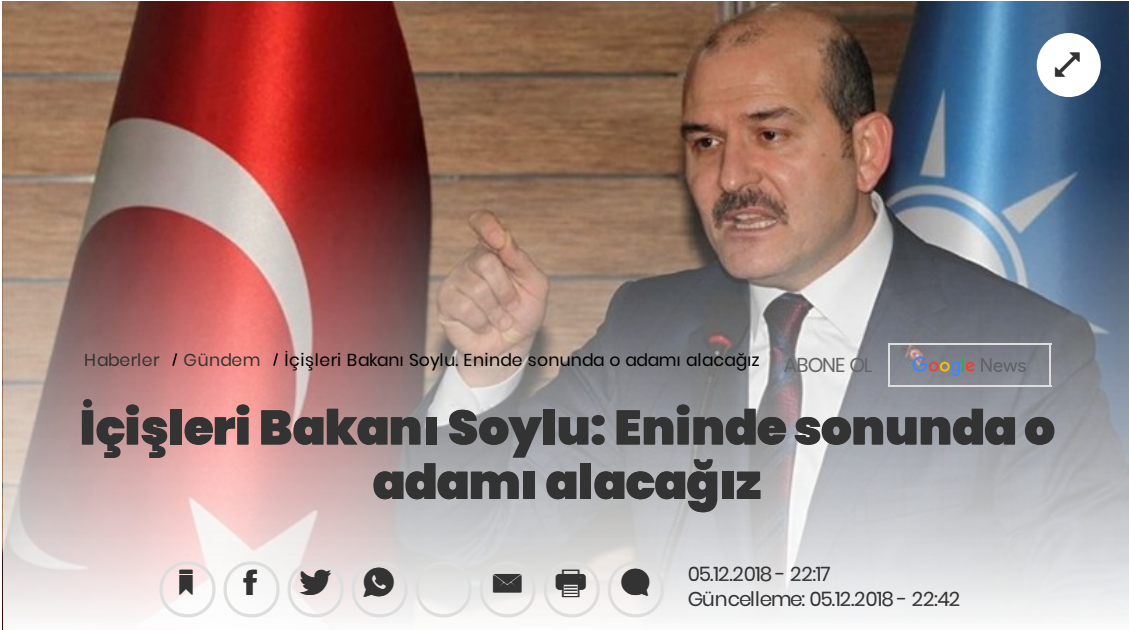 Haberler / Gündem / İçişleri Bakanı Soylu: Eninde sonunda o adamı alacağız
ABONE OL Google News
İçişleri Bakanı Soylu: Eninde sonunda o
adamı alacağız
05.12.2018 - 22:17
Güncelleme: 05.12.2018 - 22:42